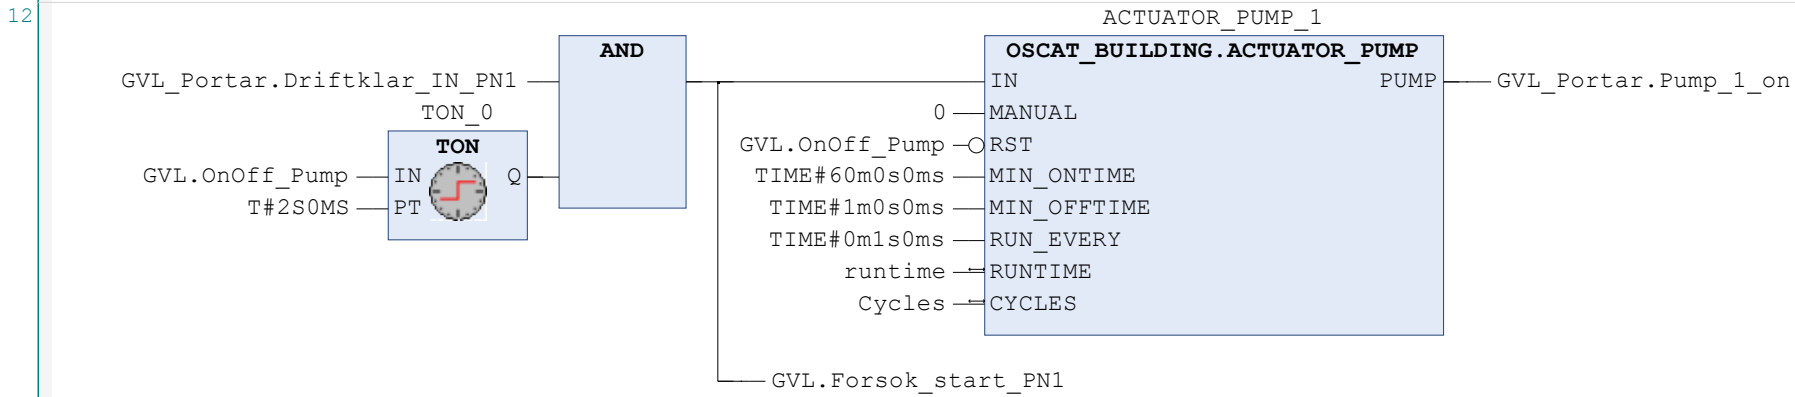 12
ACTUATOR_PUMP_1
AND
OSCAT_BUILDING.ACTUATOR_PUMP
GVL_Portar.Driftklar_IN_PN1
IN
PUMP
GVL_Portar.Pump_1_on
TON_0
0
MANUAL
TON
GVL.OnOff_Pump
RST
GVL.OnOff_Pump
IN
Q
TIME#60m0s0ms
MIN_ONTIME
T#2S0MS
PT
TIME#1m0s0ms
MIN_OFFTIME
TIME#0m1s0ms
RUN_EVERY
runtime
RUNTIME
Cycles
CYCLES
GVL.Forsok_start_PN1